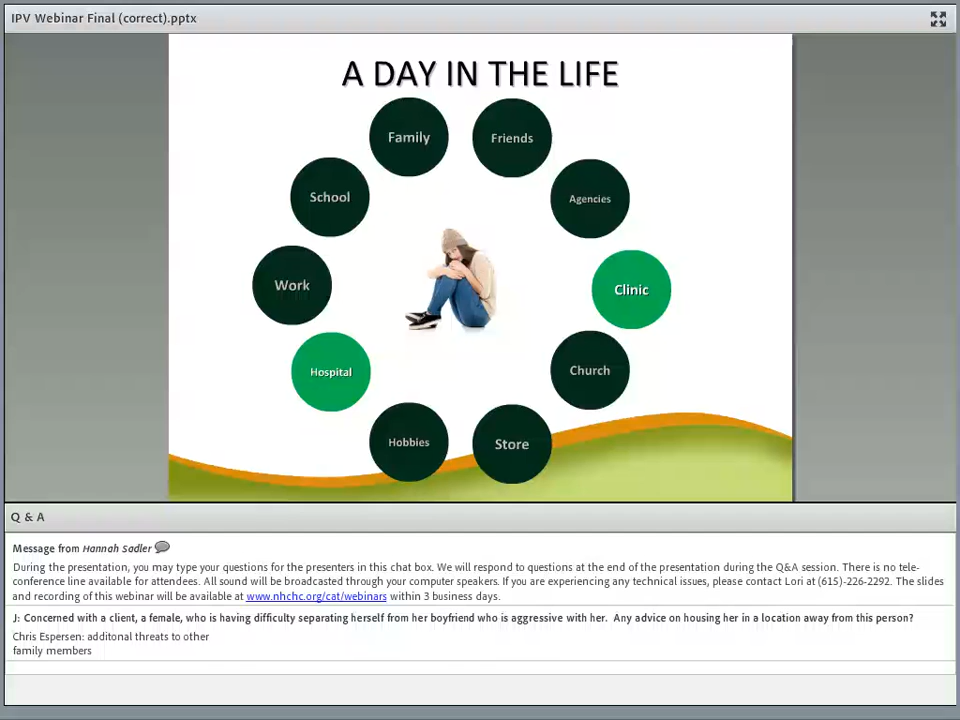 IPV Webinar Final (correct).pptx
A DAY IN THE LIFE
Family
Friends
School
Agencies
Work
Clinic
Hospital
Church
Hobbies
Store
Q & A
Message from Hannah Sadler
During the presentation, you may type your questions for the presenters in this chat box. We will respond to questions at the end of the presentation during the Q&A session. There is no tele-
conference line available for attendees. All sound will be broadcasted through your computer speakers. If you are experiencing any technical issues, please contact Lori at (615)-226-2292. The slides
and recording of this webinar will be available at www.nhchc.org/cat/webinars within 3 business days.
J: Concerned with a client, a female, who is having difficulty separating herself from her boyfriend who is aggressive with her. Any advice on housing her in a location away from this person?
Chris Espersen: additonal threats to other
family members